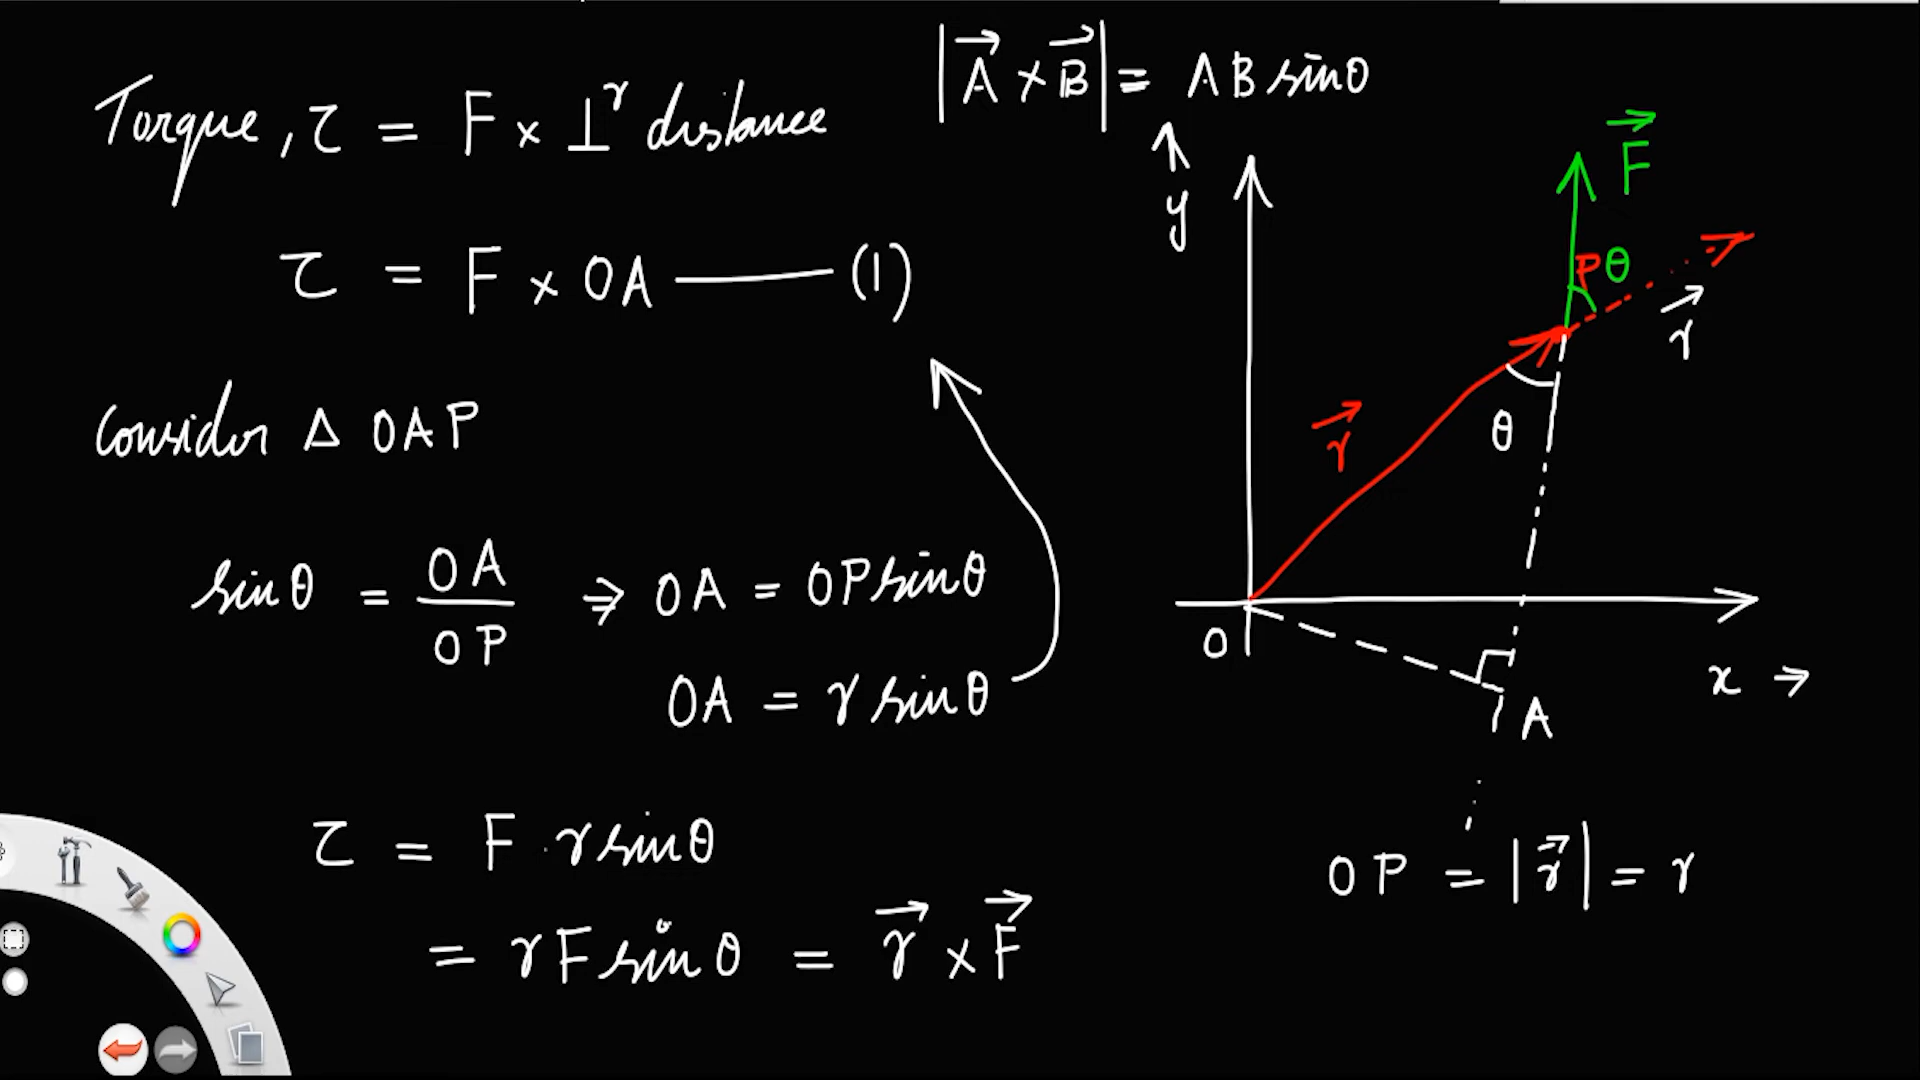 |A⃗ × B⃗| = AB sinθ
Torque, τ = F × ⊥ʳ distance
τ = F × OA —— (1)
Consider Δ OAP
sinθ = OA/OP ⇒ OA = OP sinθ
OA = r sinθ
τ = F · r sinθ
= r F sinθ = r⃗ × F⃗
y
F⃗
P θ
r⃗
r⃗
θ
O
x →
A
OP = |r⃗| = r